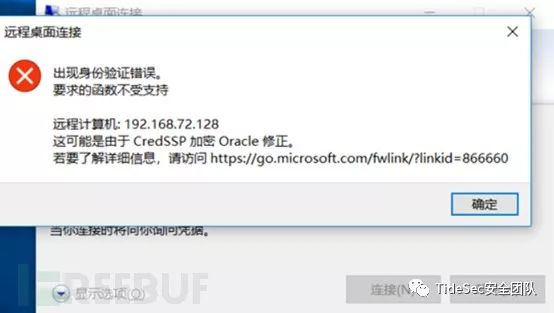 远程桌面连接
远程桌面连接
出现身份验证错误。
要求的函数不受支持
远程计算机: 192.168.72.128
这可能是由于 CredSSP 加密 Oracle 修正。
若要了解详细信息，请访问 https://go.microsoft.com/fwlink/?linkid=866660
确定
当你连接时将向你询问凭据。
REEBUF
显示选项(O)
连接(N)
TideSec安全团队